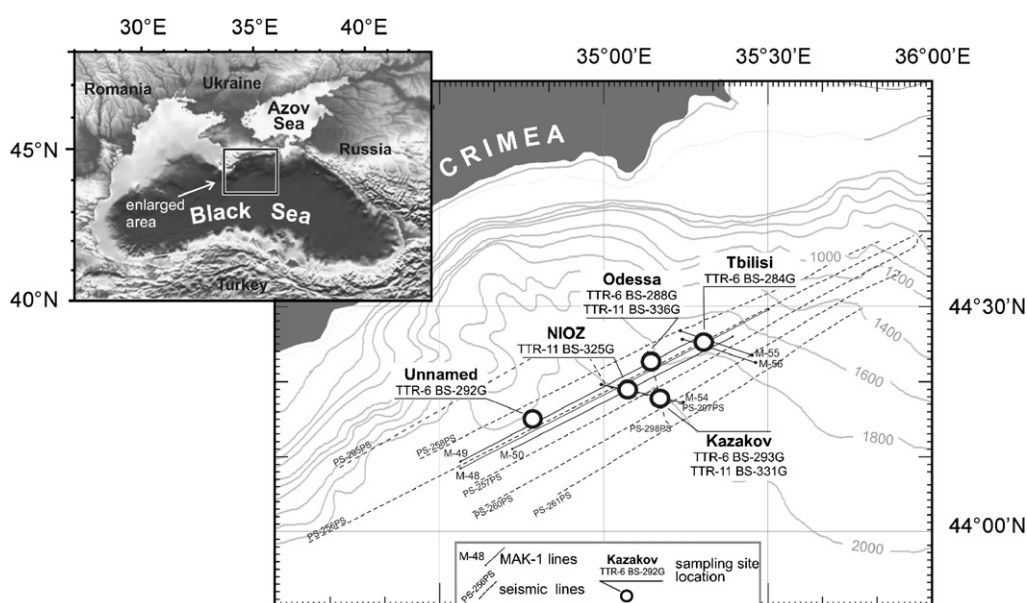 30°E
35°E
40°E
45°N
40°N
Romania
Ukraine
Azov
Sea
Russia
enlarged
area
Black Sea
Turkey
35°00'E
35°30'E
36°00'E
44°30'N
44°00'N
CRIMEA
1000
1200
1400
1600
1800
2000
Tbilisi
TTR-6 BS-284G
Odessa
TTR-6 BS-288G
TTR-11 BS-336G
NIOZ
TTR-11 BS-325G
Unnamed
TTR-6 BS-292G
Kazakov
TTR-6 BS-293G
TTR-11 BS-331G
M-55
M-56
M-54
PS-297PS
PS-298PS
PS-295PS
PS-258PS
M-49
M-50
M-48
PS-257PS
PS-260PS
PS-261PS
PS-256PS
M-48
MAK-1 lines
PS-256PS
seismic lines
Kazakov
TTR-6 BS-292G
sampling site
location